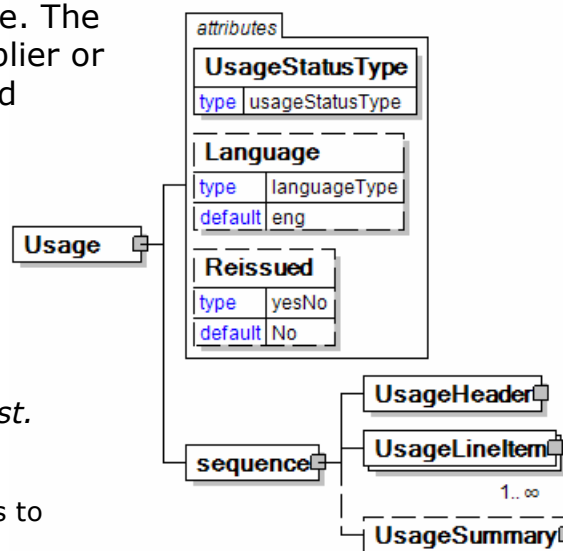 e. The
attributes
plier or
UsageStatusType
d
type usageStatusType
Language
type languageType
default eng
Usage
Reissued
type yesNo
default No
UsageHeader
st.
UsageLineItem
sequence
1.. ∞
s to
UsageSummary